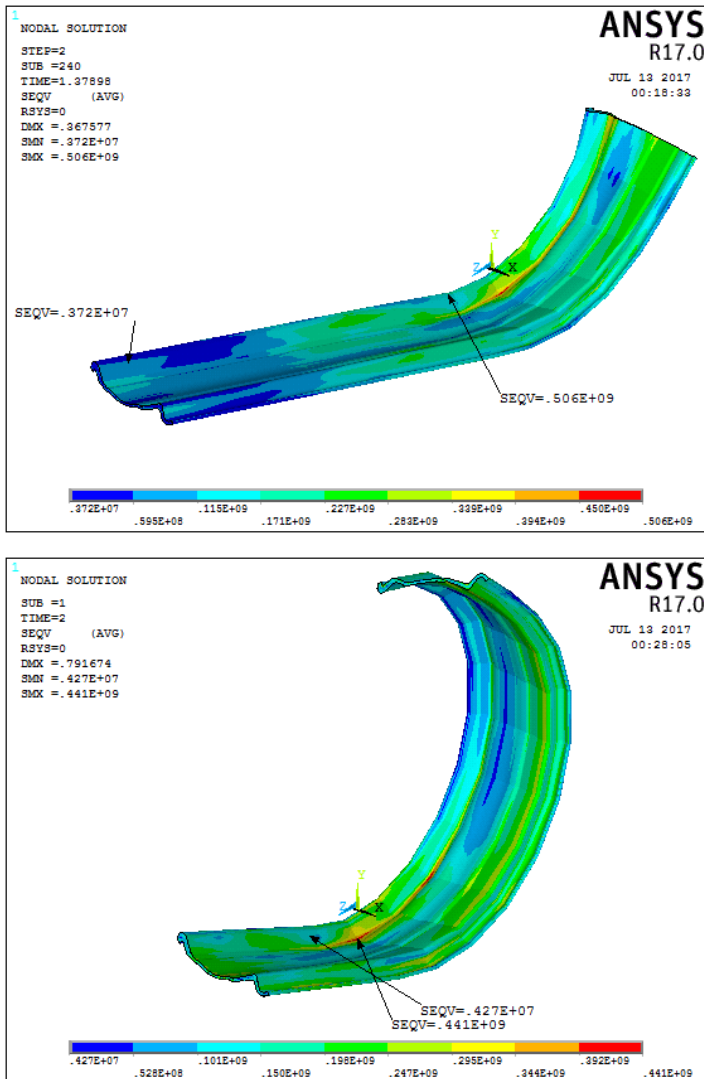 1
NODAL SOLUTION
STEP=2
SUB =240
TIME=1.37898
SEQV (AVG)
RSYS=0
DMX =.367577
SMN =.372E+07
SMX =.506E+09
ANSYS
R17.0
JUL 13 2017
00:18:33
Y
Z
X
SEQV=.372E+07
SEQV=.506E+09
.372E+07 .115E+09 .227E+09 .339E+09 .450E+09
.595E+08 .171E+09 .283E+09 .394E+09 .506E+09
1
NODAL SOLUTION
SUB =1
TIME=2
SEQV (AVG)
RSYS=0
DMX =.791674
SMN =.427E+07
SMX =.441E+09
ANSYS
R17.0
JUL 13 2017
00:28:05
Y
Z
X
SEQV=.427E+07
SEQV=.441E+09
.427E+07 .101E+09 .198E+09 .295E+09 .392E+09
.528E+08 .150E+09 .247E+09 .344E+09 .441E+09